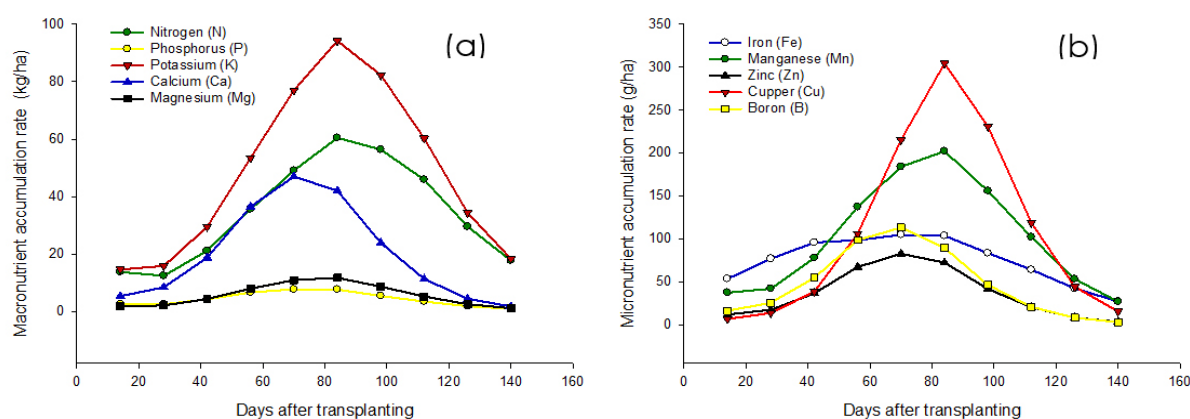 (a)
Nitrogen (N)
Phosphorus (P)
Potassium (K)
Calcium (Ca)
Magnesium (Mg)
Macronutrient accumulation rate (kg/ha)
100
80
60
40
20
0
0 20 40 60 80 100 120 140 160
Days after transplanting
(b)
Iron (Fe)
Manganese (Mn)
Zinc (Zn)
Cupper (Cu)
Boron (B)
Micronutrient accumulation rate (g/ha)
350
300
250
200
150
100
50
0
0 20 40 60 80 100 120 140 160
Days after transplanting